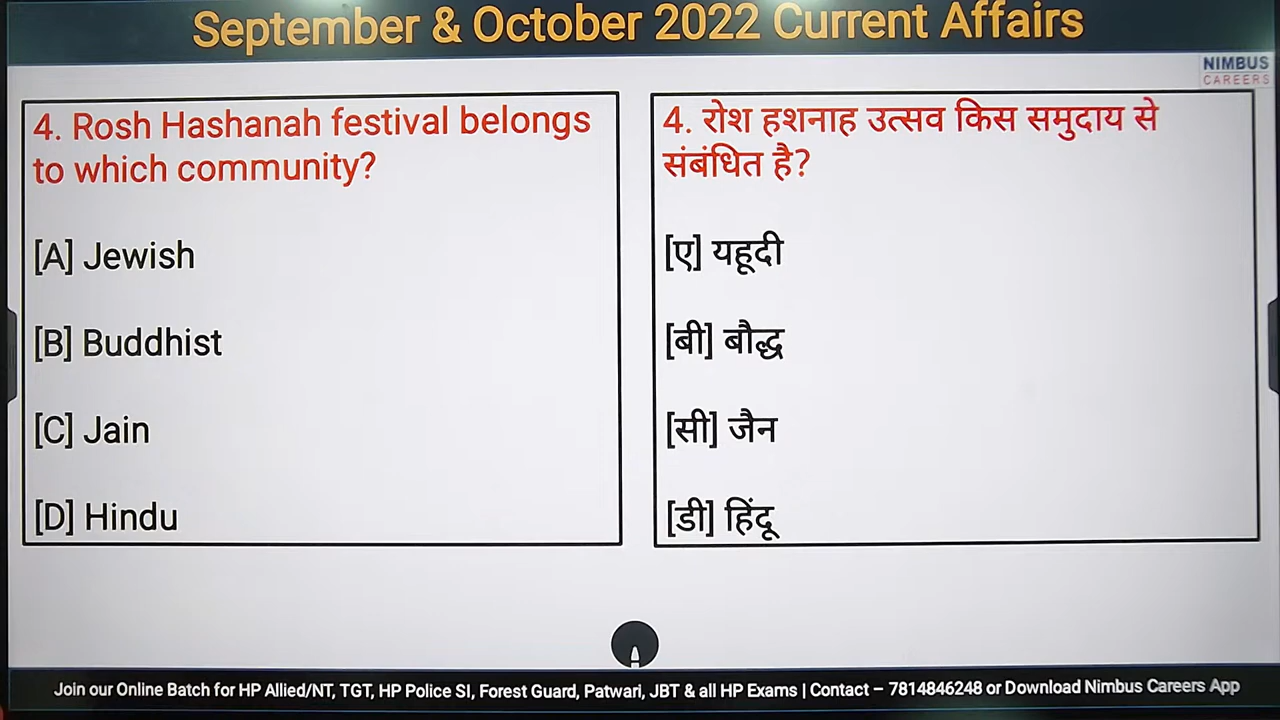 September & October 2022 Current Affairs
NIMBUS
CAREERS
4. Rosh Hashanah festival belongs
to which community?
[A] Jewish
[B] Buddhist
[C] Jain
[D] Hindu
4. रोश हशनाह उत्सव किस समुदाय से
संबंधित है?
[ए] यहूदी
[बी] बौद्ध
[सी] जैन
[डी] हिंदू
Join our Online Batch for HP Allied/NT, TGT, HP Police SI, Forest Guard, Patwari, JBT & all HP Exams | Contact – 7814846248 or Download Nimbus Careers App